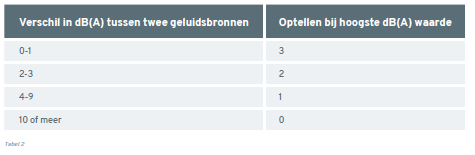 Verschil in dB(A) tussen twee geluidsbronnen Optellen bij hoogste dB(A) waarde
0-1 3
2-3 2
4-9 1
10 of meer 0
Tabel 2